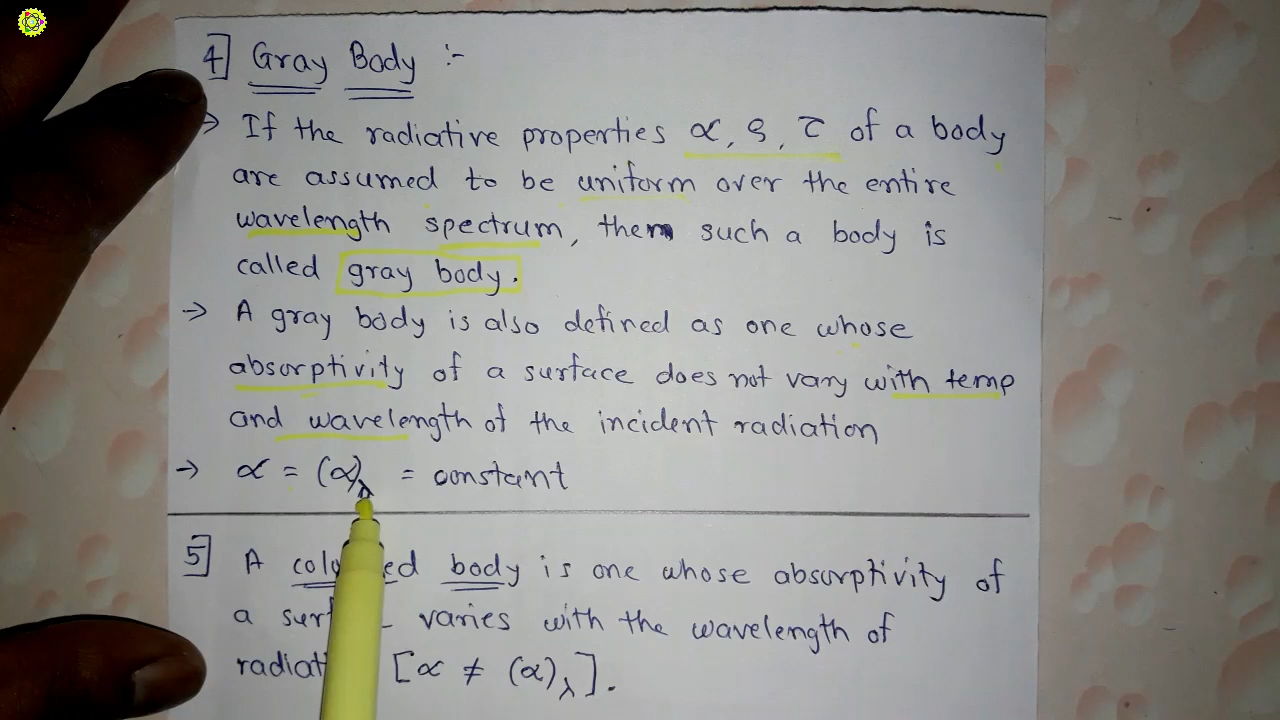 4] Gray Body :-
→ If the radiative properties α, ρ, τ of a body
are assumed to be uniform over the entire
wavelength spectrum, then such a body is
called gray body.
→ A gray body is also defined as one whose
absorptivity of a surface does not vary with temp
and wavelength of the incident radiation
→ α = (α)λ = constant
5] A body is one whose absorptivity of
a varies with the wavelength of
[α ≠ (α)λ].